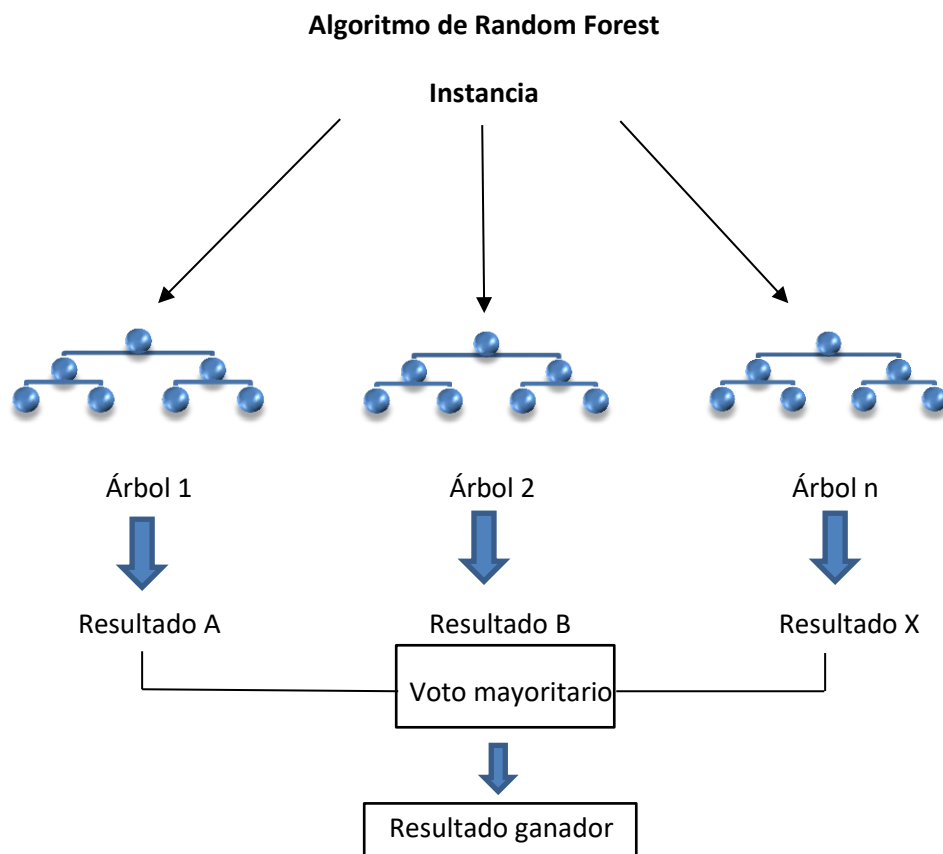 Algoritmo de Random Forest
Instancia
Árbol 1
Árbol 2
Árbol n
Resultado A
Resultado B
Resultado X
Voto mayoritario
Resultado ganador